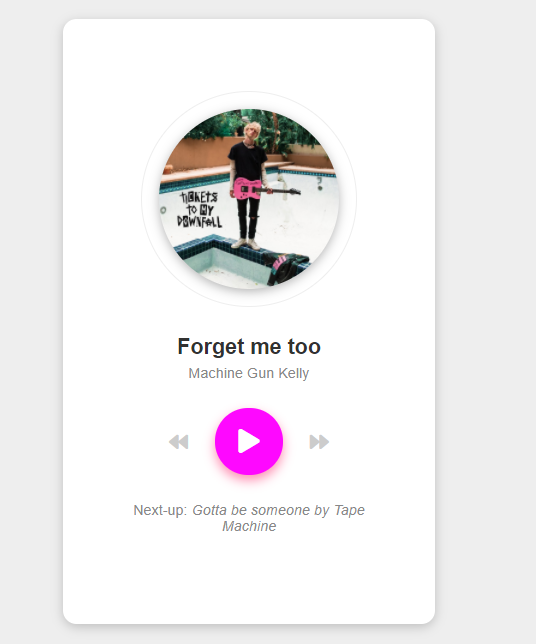 TICKETS
TO MY
DOWNFALL
Forget me too
Machine Gun Kelly
Next-up: Gotta be someone by Tape
Machine